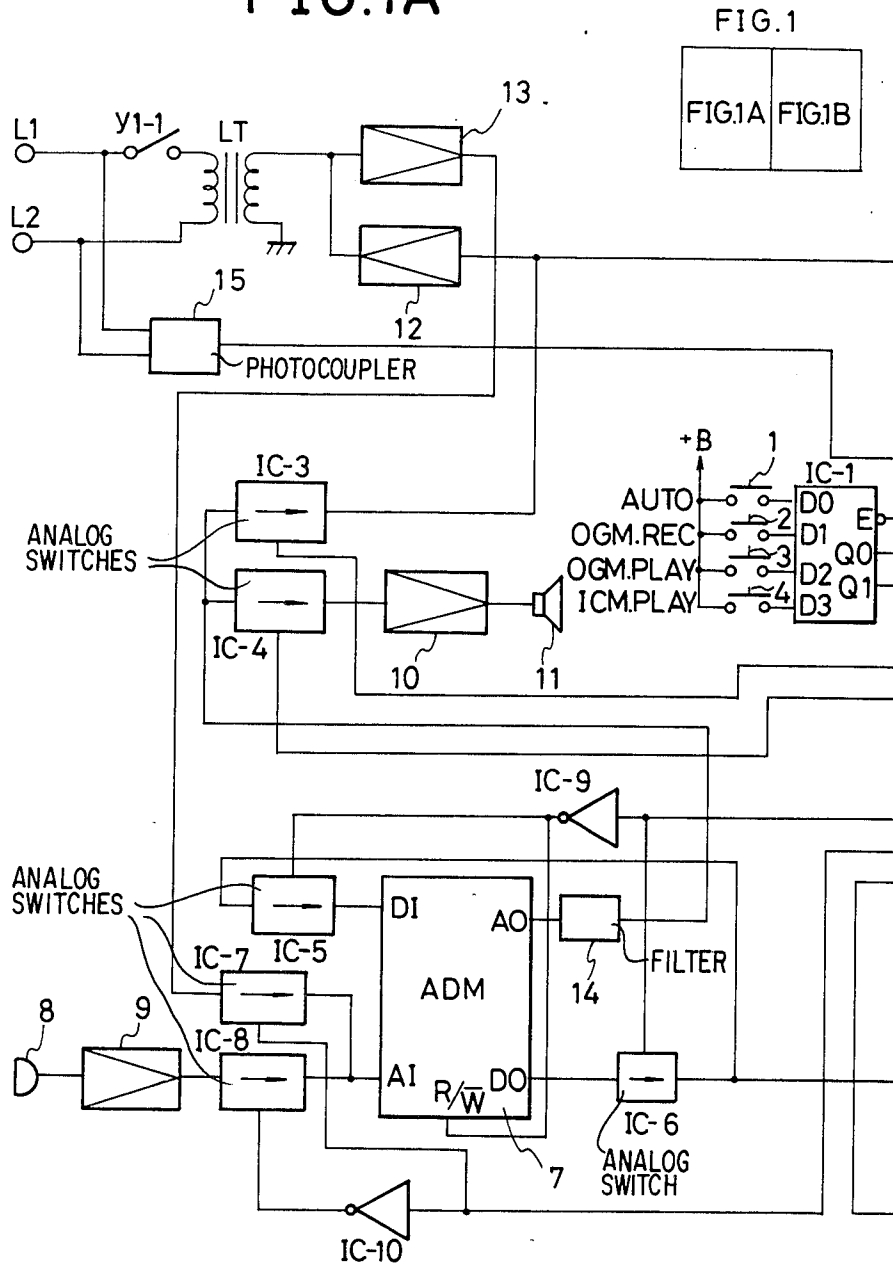 FIG.1A
FIG.1
FIG.1A FIG.1B
L1
Y1-1
LT
13
L2
12
15
PHOTOCOUPLER
IC-3
ANALOG
SWITCHES
IC-4
10
11
+B
1
IC-1
AUTO
D0
E
OGM.REC
2
D1
Q0
OGM.PLAY
3
D2
Q1
ICM.PLAY
4
D3
IC-9
ANALOG
SWITCHES
DI
AO
IC-5
14
FILTER
IC-7
ADM
8
9
IC-8
AI
R/W̅
DO
IC-6
7
ANALOG
SWITCH
IC-10